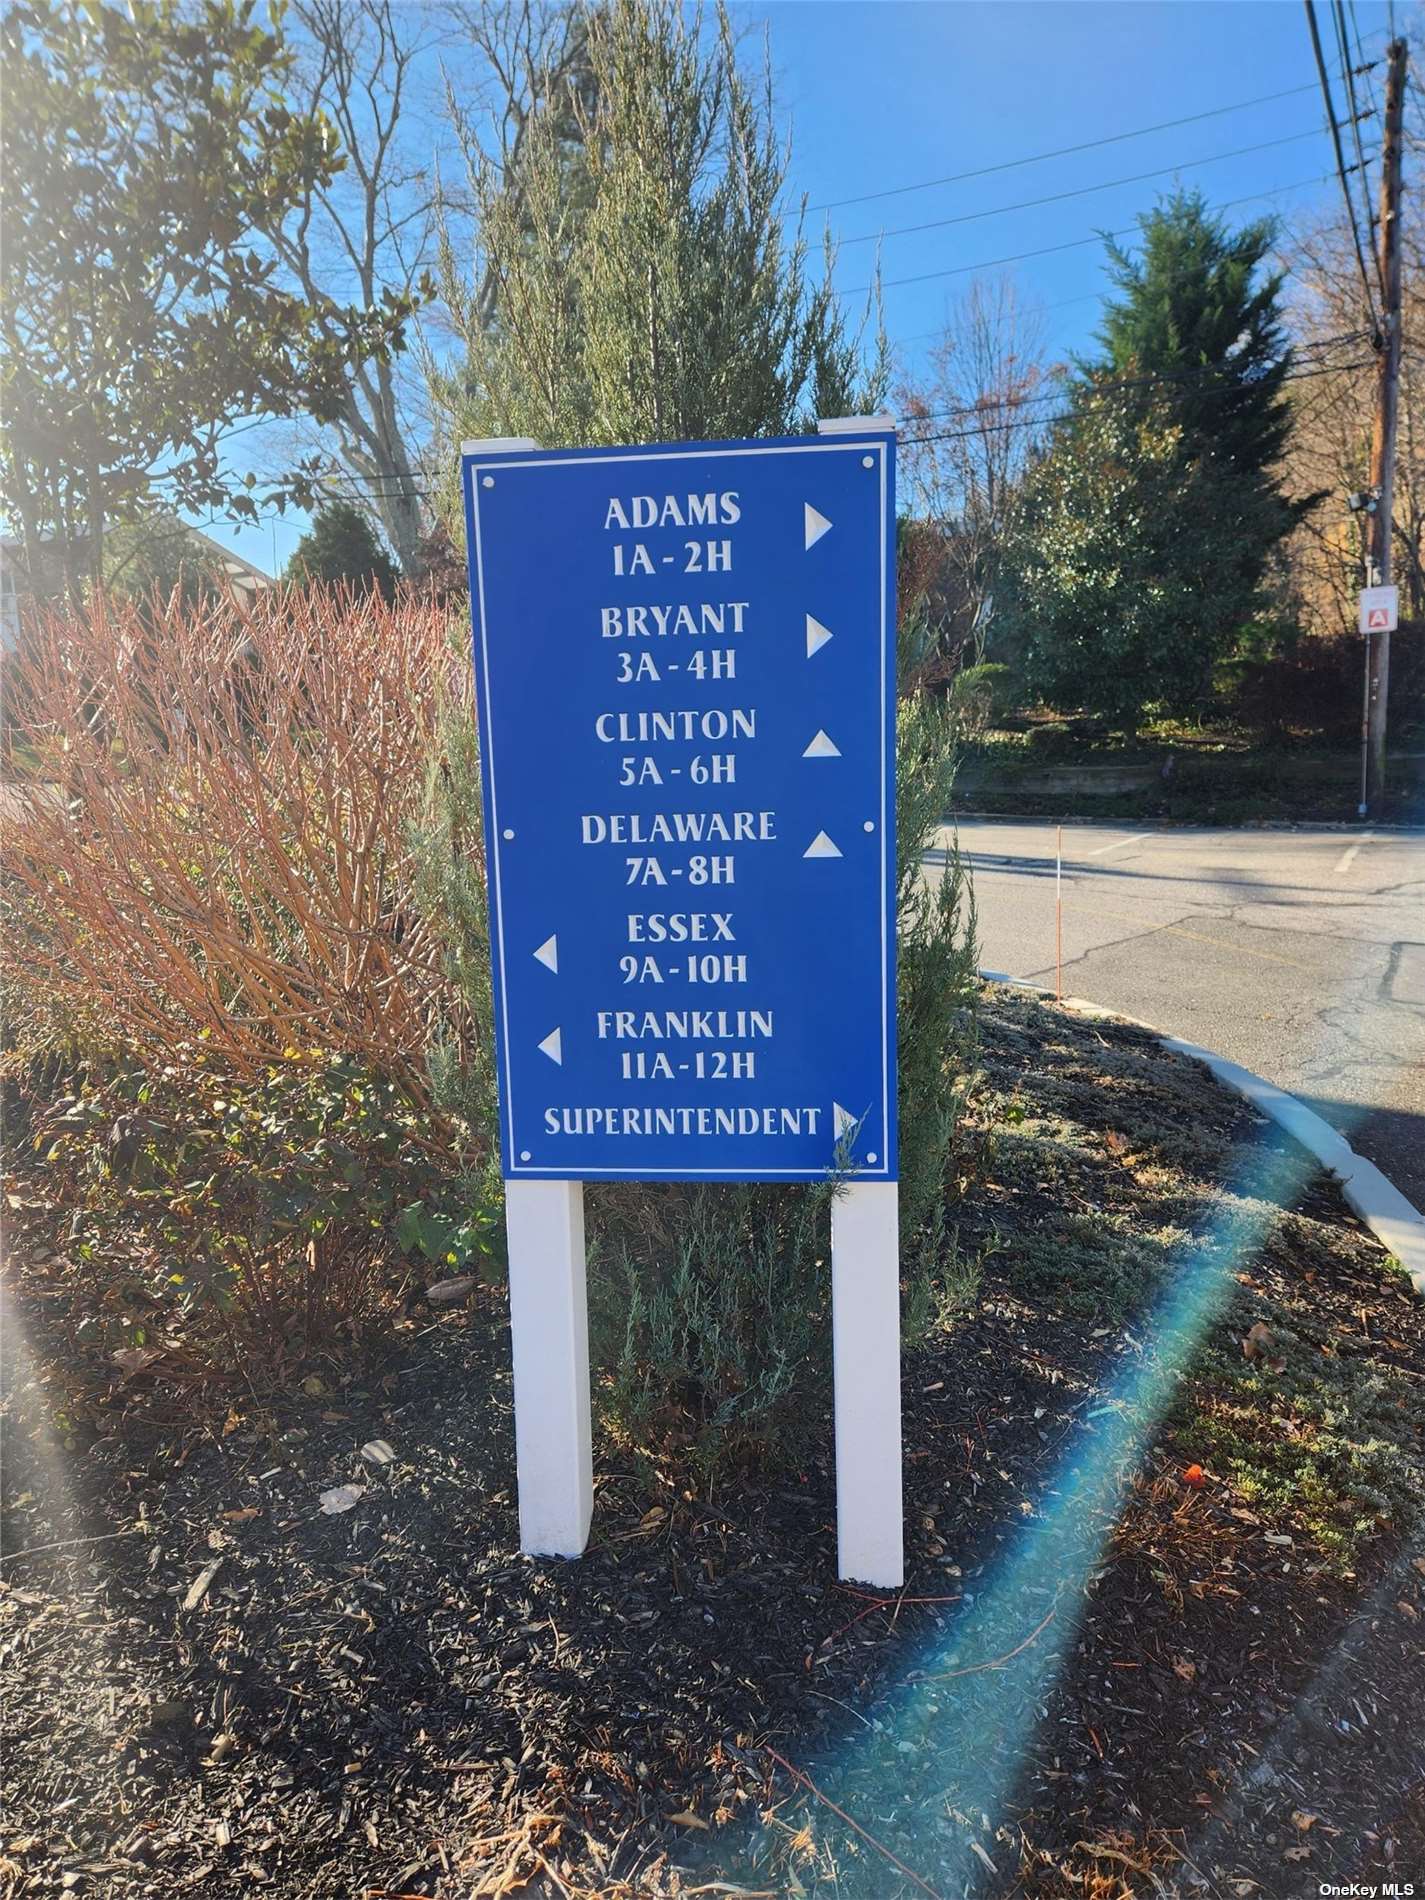 ADAMS
1A - 2H
BRYANT
3A - 4H
CLINTON
5A - 6H
DELAWARE
7A - 8H
ESSEX
9A - 10H
FRANKLIN
11A - 12H
SUPERINTENDENT
A
OneKey MLS